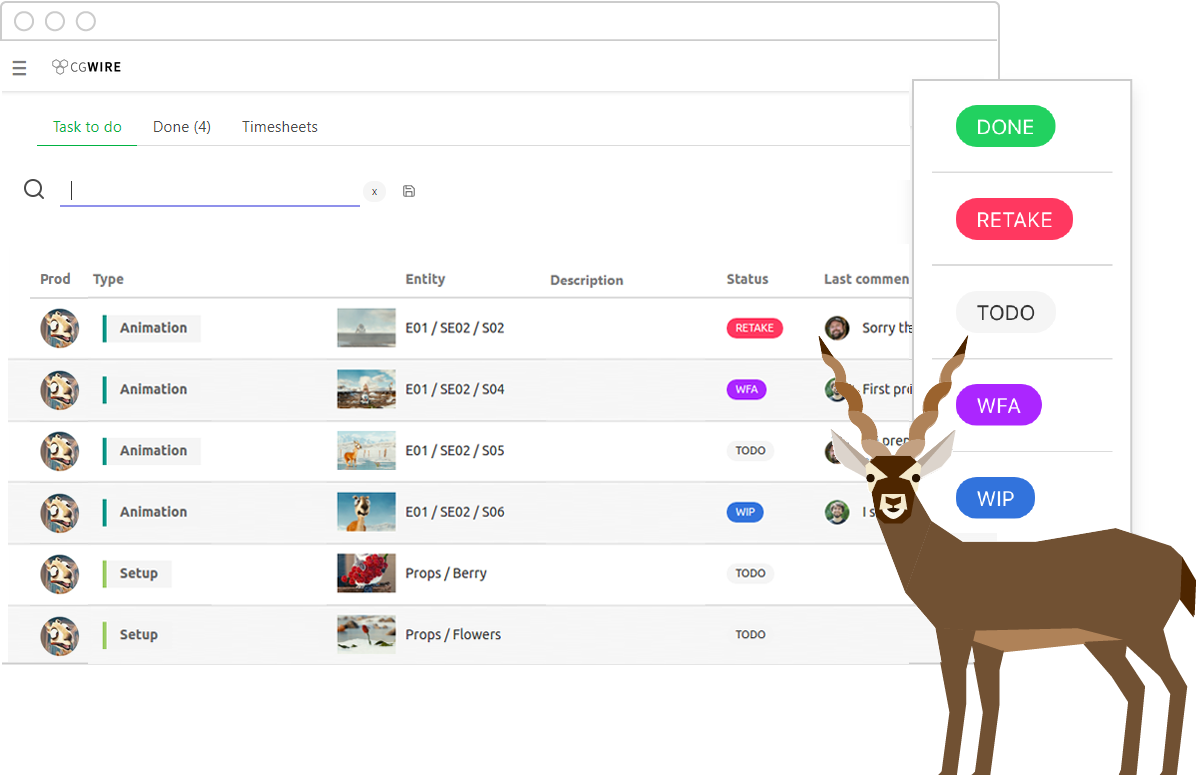 CGWIRE
Task to do Done (4) Timesheets
x
Prod Type Entity Description Status Last commen
Animation E01 / SE02 / S02 RETAKE Sorry th
Animation E01 / SE02 / S04 WFA First pre
Animation E01 / SE02 / S05 TODO prep
Animation E01 / SE02 / S06 WIP I s
Setup Props / Berry TODO
Setup Props / Flowers TODO
DONE
RETAKE
TODO
WFA
WIP